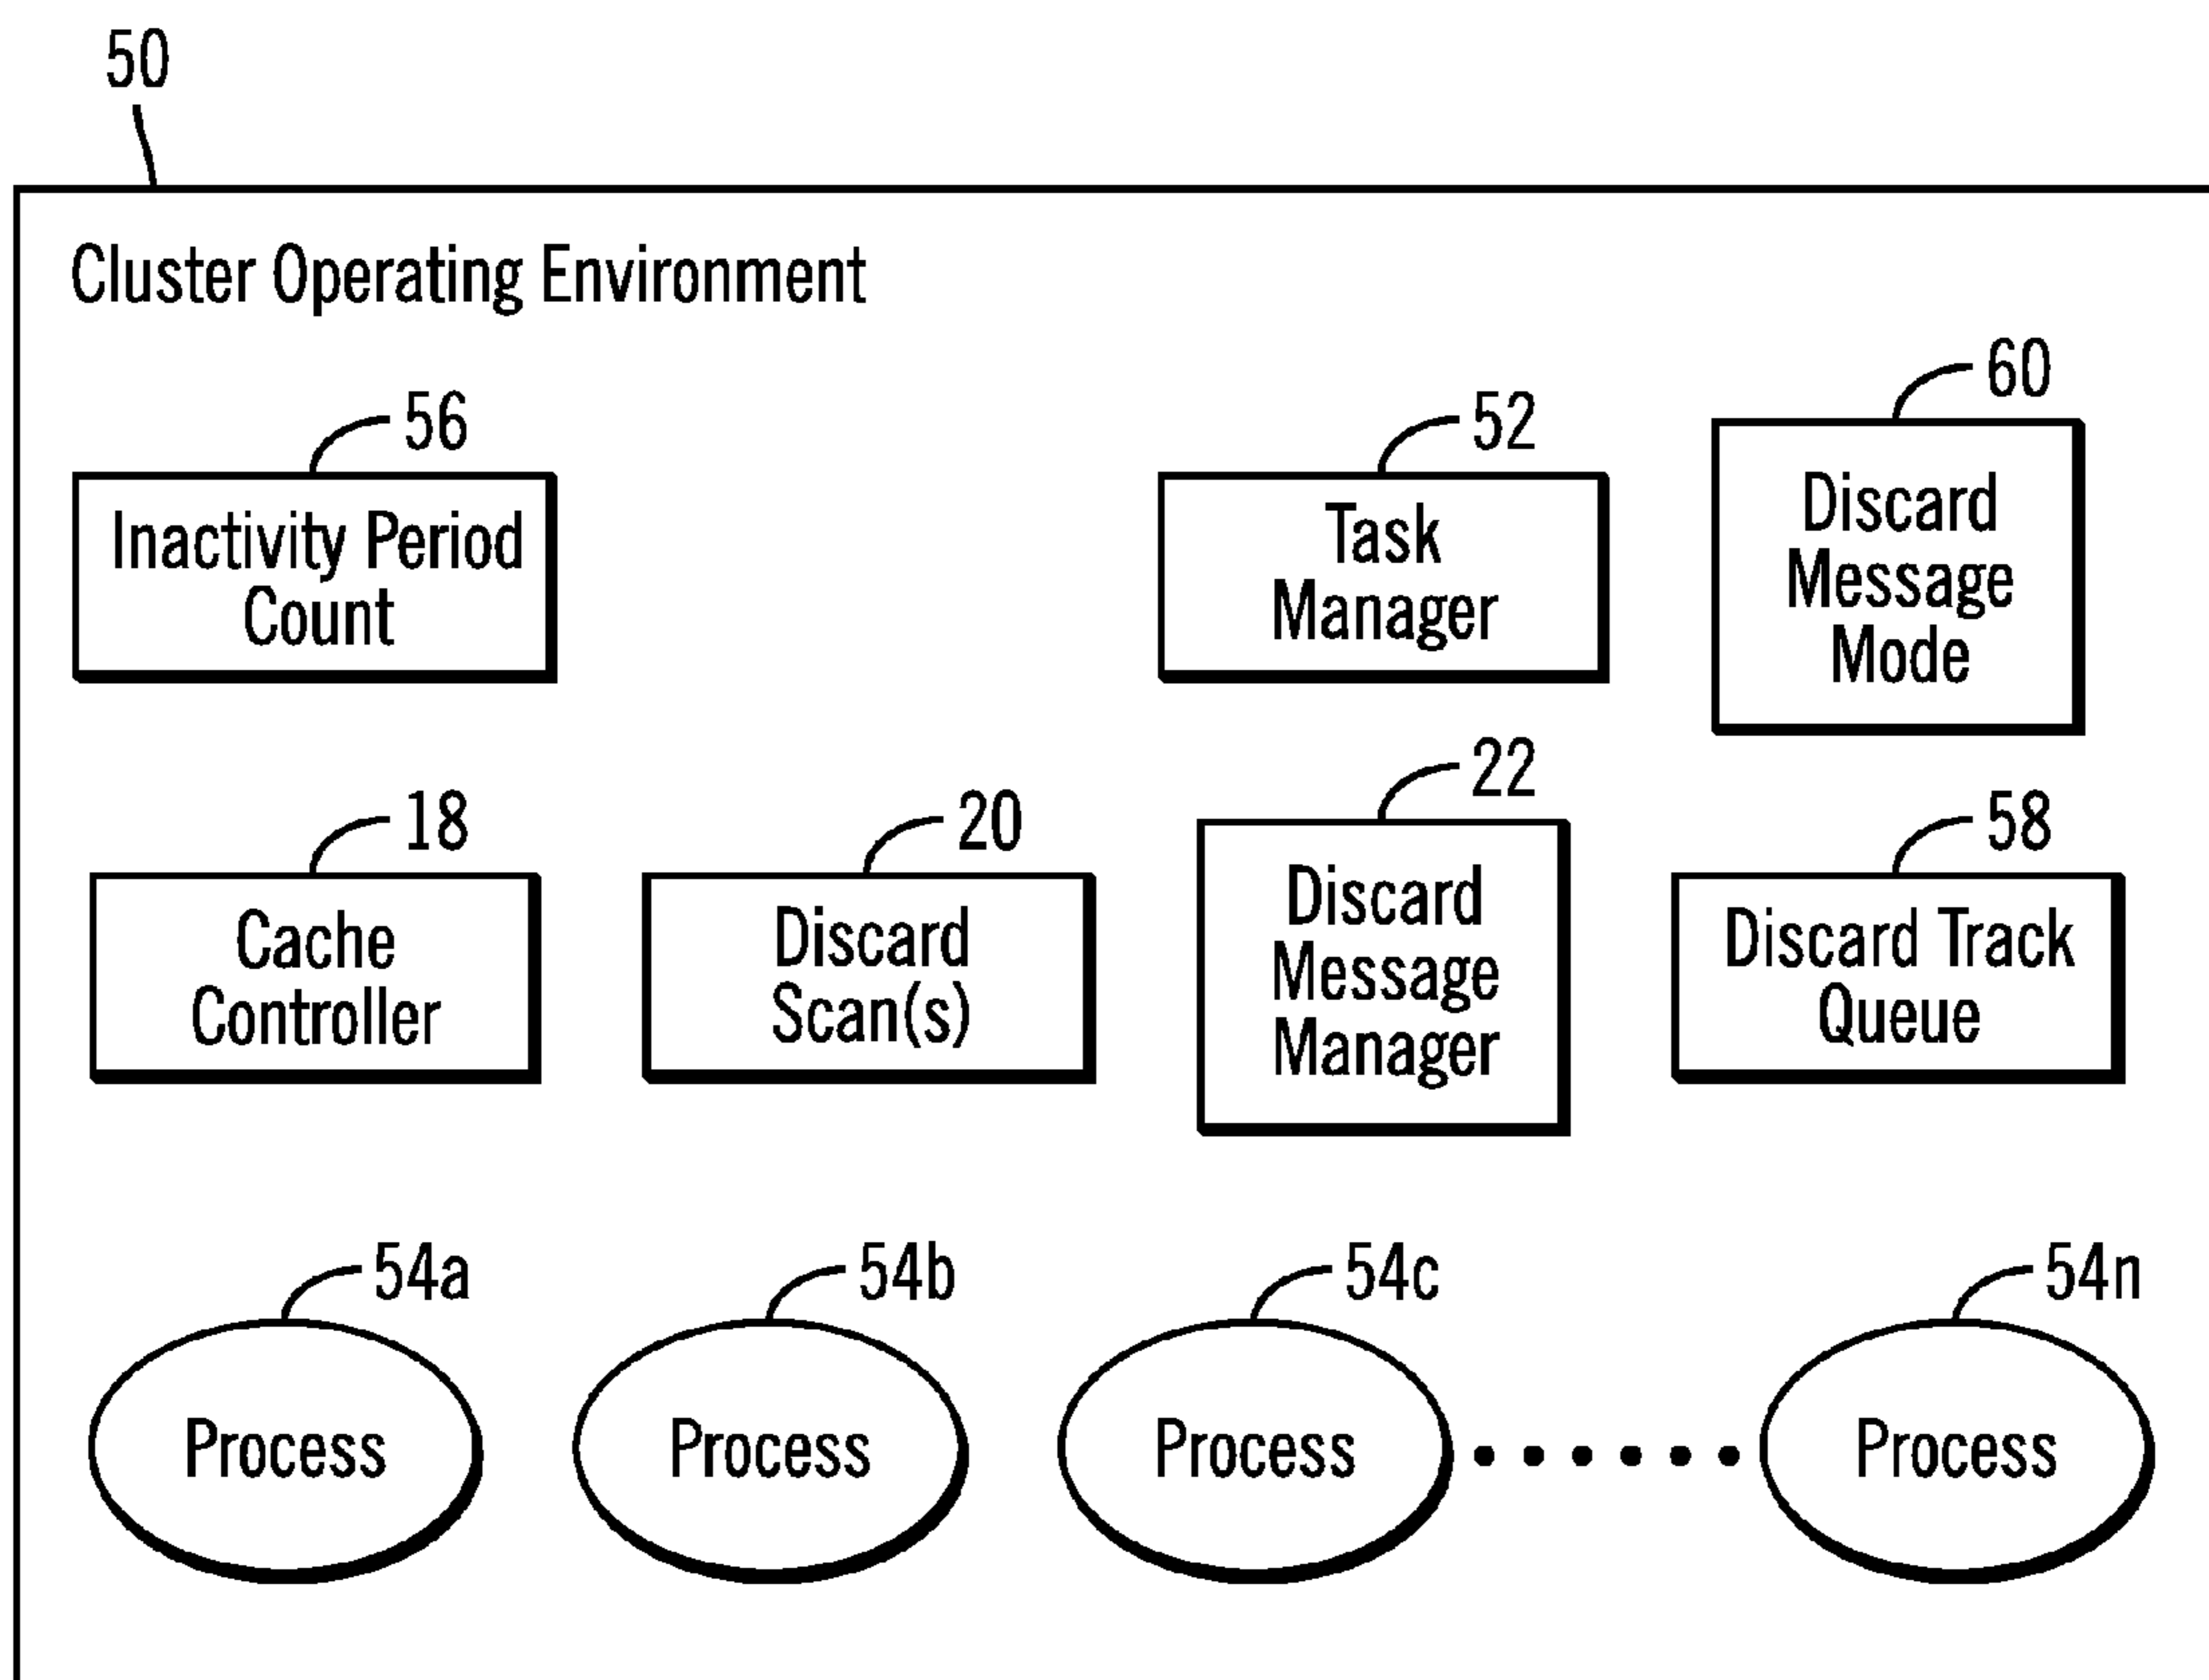 50
Cluster Operating Environment
56
Inactivity Period
Count
52
Task
Manager
60
Discard
Message
Mode
18
Cache
Controller
20
Discard
Scan(s)
22
Discard
Message
Manager
58
Discard Track
Queue
54a
Process
54b
Process
54c
Process
54n
Process